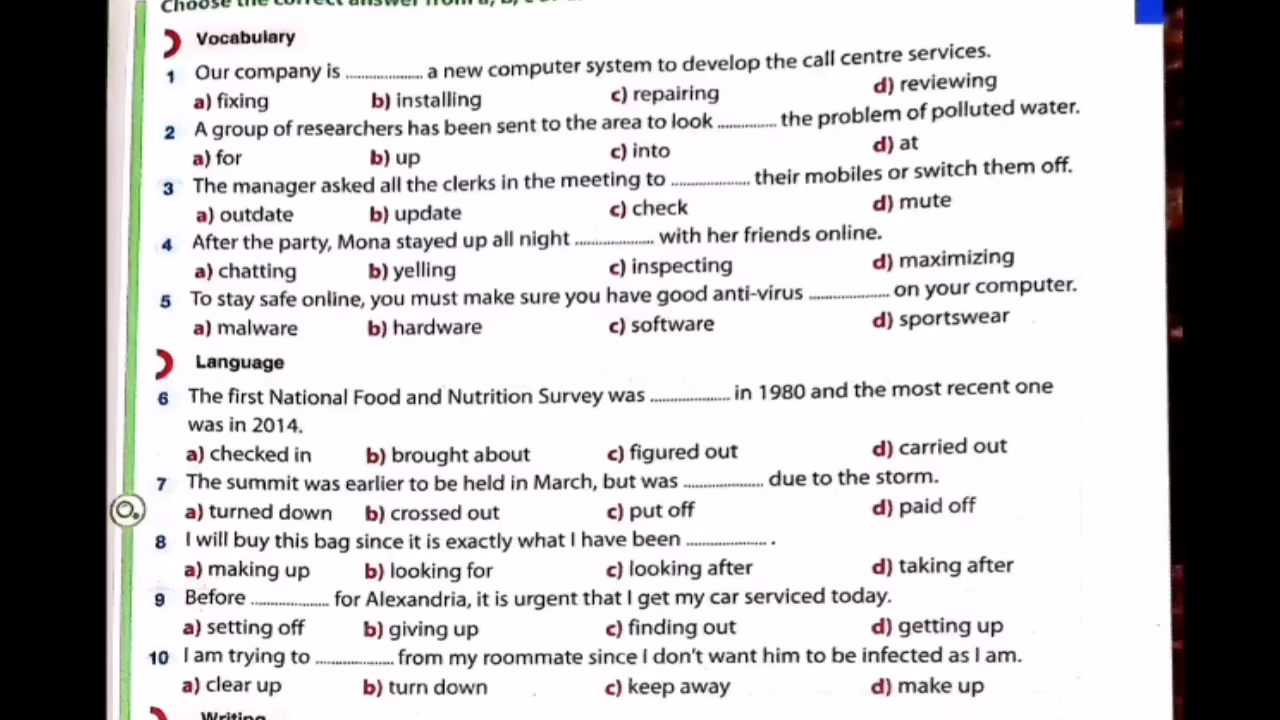 Choose the correct answer from a, b, c or d:
Vocabulary
1 Our company is .................. a new computer system to develop the call centre services.
a) fixing b) installing c) repairing d) reviewing
2 A group of researchers has been sent to the area to look .............. the problem of polluted water.
a) for b) up c) into d) at
3 The manager asked all the clerks in the meeting to .................. their mobiles or switch them off.
a) outdate b) update c) check d) mute
4 After the party, Mona stayed up all night .................. with her friends online.
a) chatting b) yelling c) inspecting d) maximizing
5 To stay safe online, you must make sure you have good anti-virus .................. on your computer.
a) malware b) hardware c) software d) sportswear
Language
6 The first National Food and Nutrition Survey was .................. in 1980 and the most recent one
was in 2014.
a) checked in b) brought about c) figured out d) carried out
7 The summit was earlier to be held in March, but was .................. due to the storm.
a) turned down b) crossed out c) put off d) paid off
8 I will buy this bag since it is exactly what I have been .................. .
a) making up b) looking for c) looking after d) taking after
9 Before .................. for Alexandria, it is urgent that I get my car serviced today.
a) setting off b) giving up c) finding out d) getting up
10 I am trying to .................. from my roommate since I don't want him to be infected as I am.
a) clear up b) turn down c) keep away d) make up
Writing